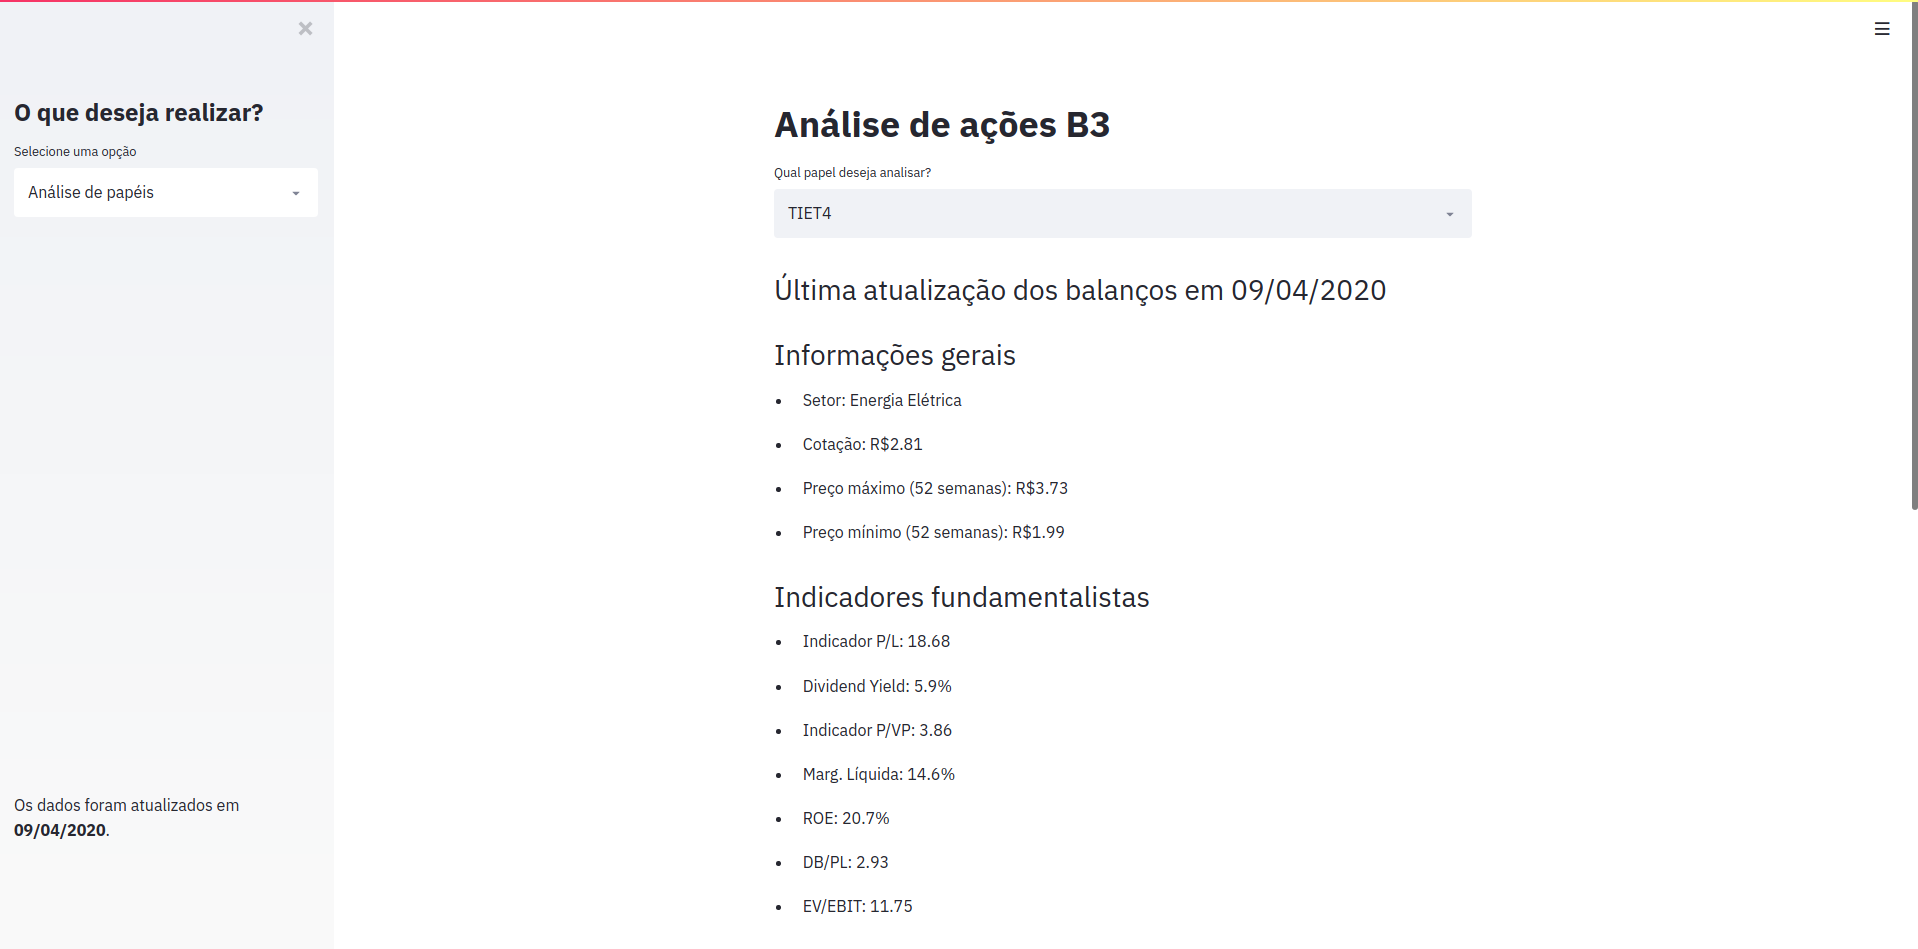 O que deseja realizar?
Selecione uma opção
Análise de papéis
Os dados foram atualizados em
09/04/2020.
Análise de ações B3
Qual papel deseja analisar?
TIET4
Última atualização dos balanços em 09/04/2020
Informações gerais
Setor: Energia Elétrica
Cotação: R$2.81
Preço máximo (52 semanas): R$3.73
Preço mínimo (52 semanas): R$1.99
Indicadores fundamentalistas
Indicador P/L: 18.68
Dividend Yield: 5.9%
Indicador P/VP: 3.86
Marg. Líquida: 14.6%
ROE: 20.7%
DB/PL: 2.93
EV/EBIT: 11.75